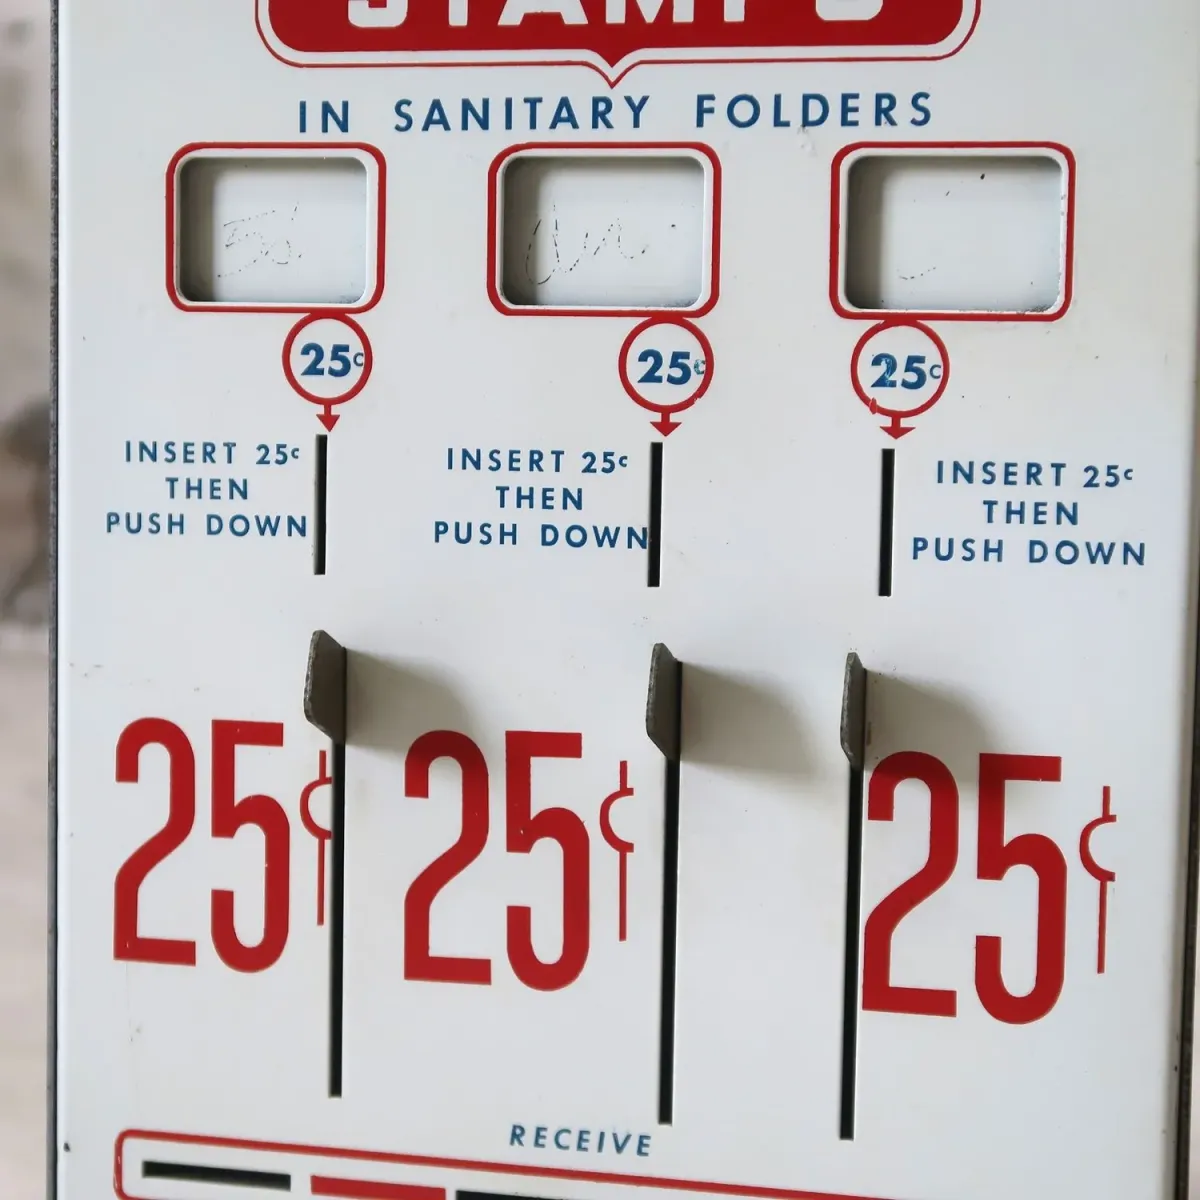 STAMPS
IN SANITARY FOLDERS
25¢ 25¢ 25¢
INSERT 25¢
THEN
PUSH DOWN
INSERT 25¢
THEN
PUSH DOWN
INSERT 25¢
THEN
PUSH DOWN
25¢ 25¢ 25¢
RECEIVE